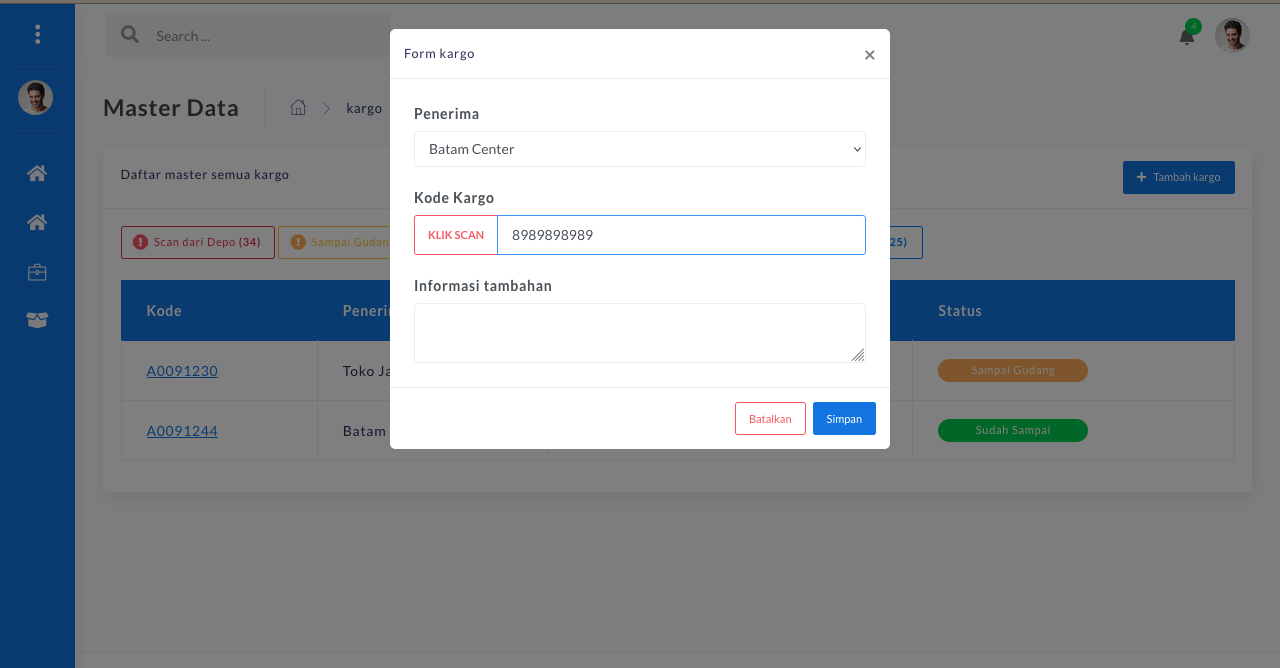 Search ...
4
Master Data
kargo
Daftar master semua kargo
Tambah kargo
Scan dari Depo (34)
Sampai Gudan
25)
Kode
Penerin
Status
A0091230
Toko Ja
Sampai Gudang
A0091244
Batam
Sudah Sampai
Form kargo
×
Penerima
Batam Center
Kode Kargo
KLIK SCAN
8989898989
Informasi tambahan
Batalkan
Simpan